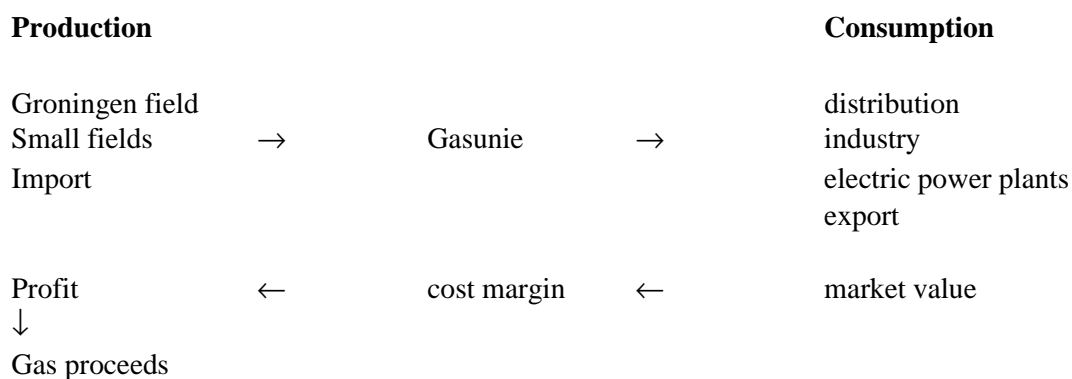 Production Consumption
Groningen field distribution
Small fields → Gasunie → industry
Import electric power plants
export
Profit ← cost margin ← market value
↓
Gas proceeds